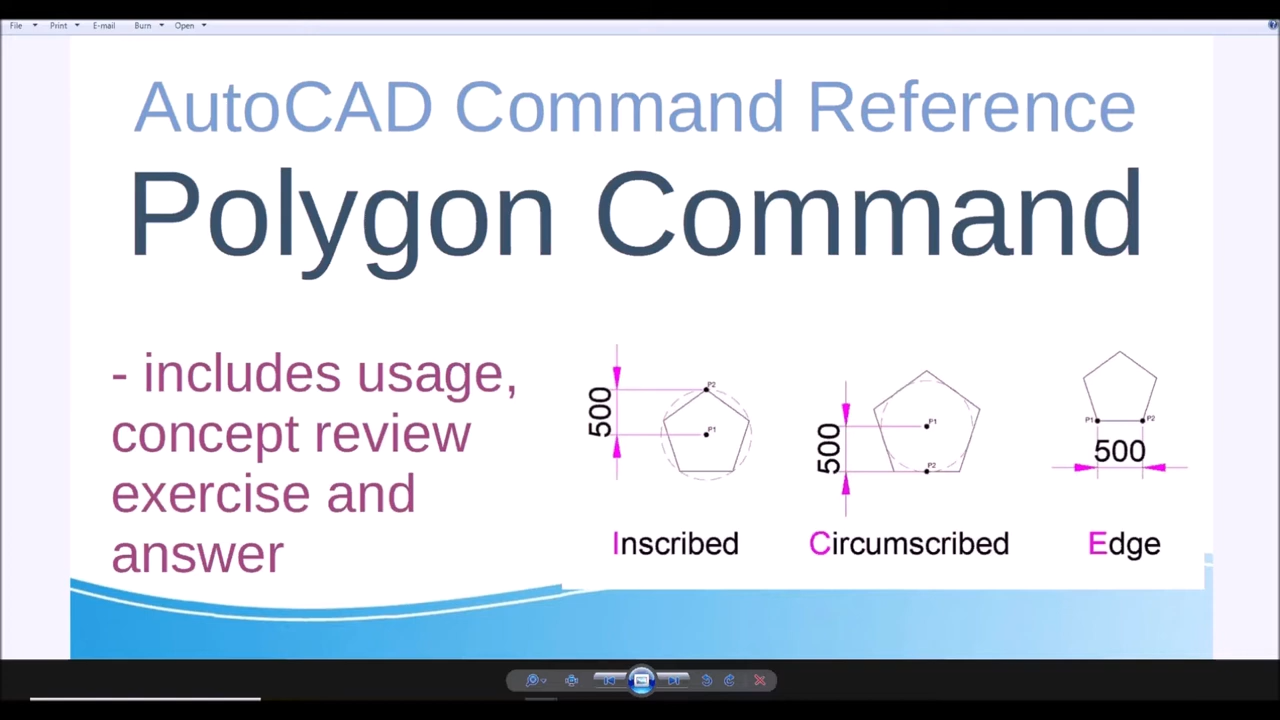 File Print E-mail Burn Open
AutoCAD Command Reference
Polygon Command
- includes usage,
concept review
exercise and
answer
500
P2
P1
Inscribed
500
P1
P2
Circumscribed
P1
P2
500
Edge